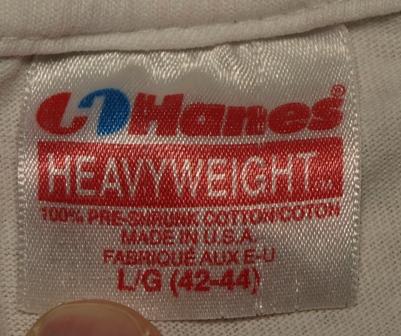 Hanes®
HEAVYWEIGHT
100% PRE-SHRUNK COTTON/COTON
MADE IN U.S.A.
FABRIQUÉ AUX E-U
L/G (42-44)